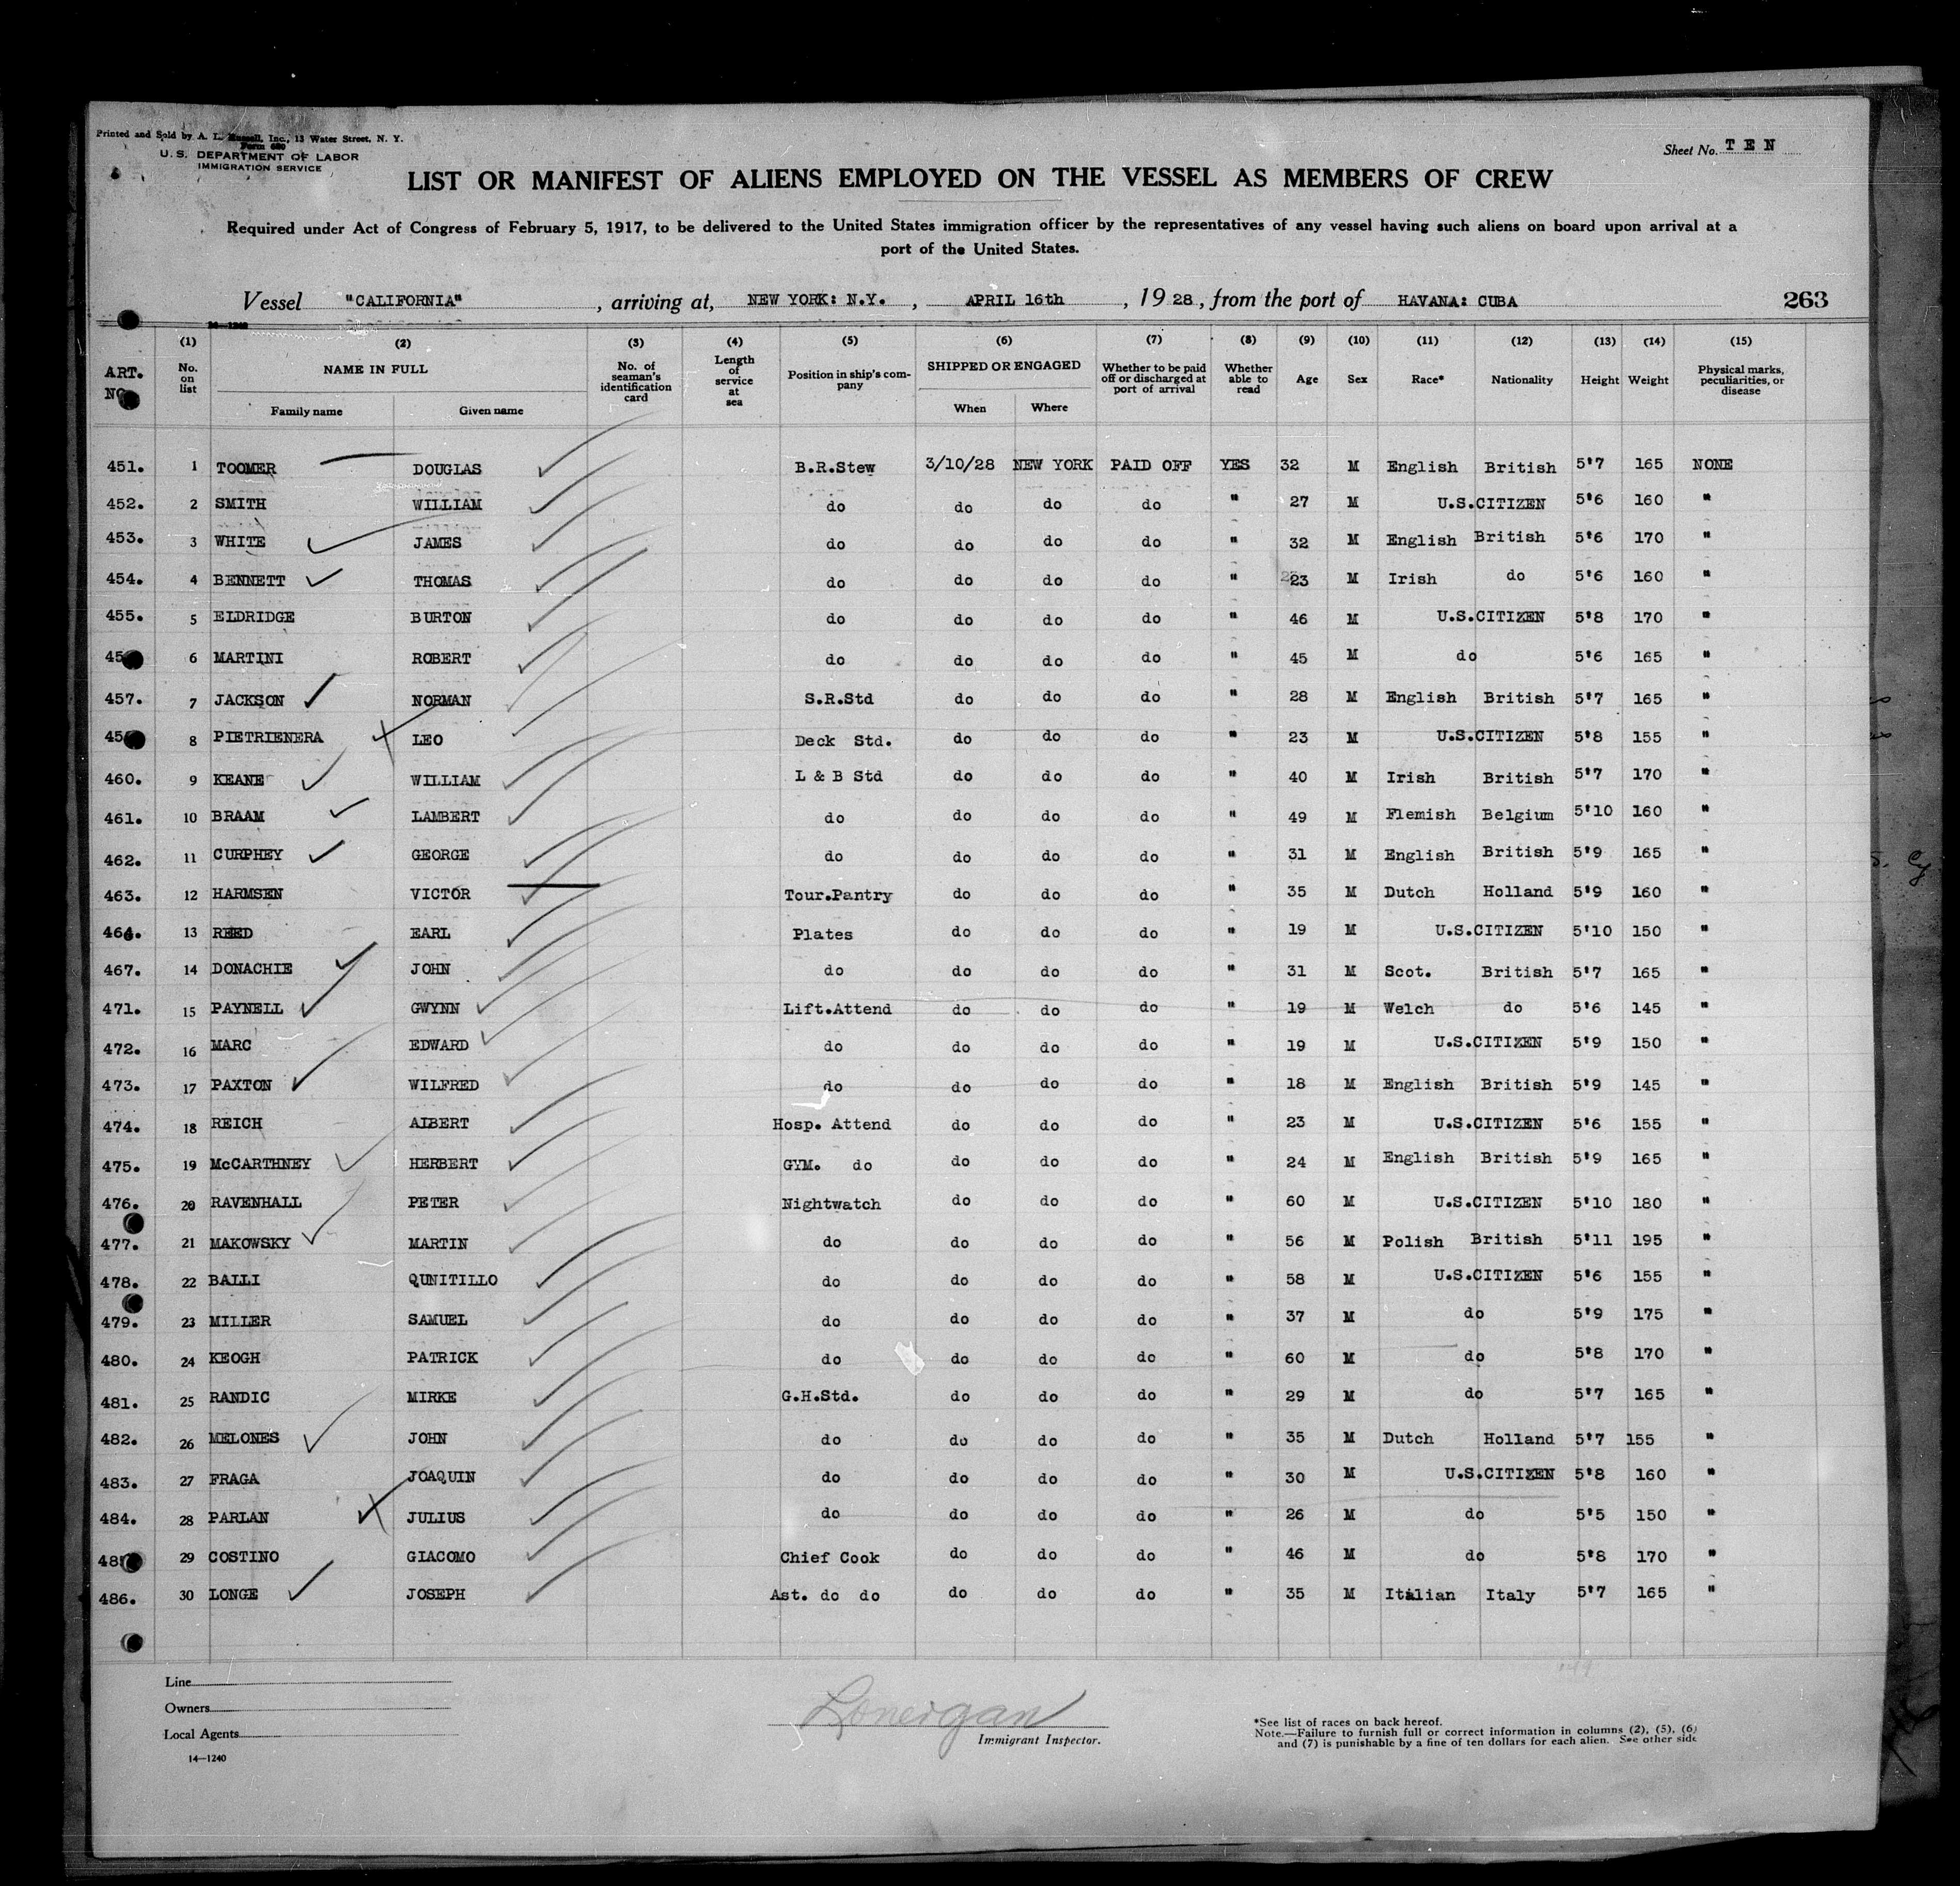 Printed and Sold by A. L. Russell, Inc., 13 Water Street, N. Y.
Form 680
U. S. DEPARTMENT OF LABOR
IMMIGRATION SERVICE
Sheet No. TEN
LIST OR MANIFEST OF ALIENS EMPLOYED ON THE VESSEL AS MEMBERS OF CREW
Required under Act of Congress of February 5, 1917, to be delivered to the United States immigration officer by the representatives of any vessel having such aliens on board upon arrival at a
port of the United States.
Vessel "CALIFORNIA", arriving at, NEW YORK: N.Y., APRIL 16th, 1928, from the port of HAVANA: CUBA 263
(1) (2) (3) (4) (5) (6) (7) (8) (9) (10) (11) (12) (13) (14) (15)
ART. NO. No. on list NAME IN FULL Family name Given name No. of seaman's identification card Length of service at sea Position in ship's company SHIPPED OR ENGAGED When Where Whether to be paid off or discharged at port of arrival Whether able to read Age Sex Race* Nationality Height Weight Physical marks, peculiarities, or disease
451. 1 TOOMER DOUGLAS B.R.Stew 3/10/28 NEW YORK PAID OFF YES 32 M English British 5'7 165 NONE
452. 2 SMITH WILLIAM do do do do " 27 M U.S.CITIZEN 5'6 160 "
453. 3 WHITE JAMES do do do do " 32 M English British 5'6 170 "
454. 4 BENNETT THOMAS do do do do " 23 M Irish do 5'6 160 "
455. 5 ELDRIDGE BURTON do do do do " 46 M U.S.CITIZEN 5'8 170 "
45 6 MARTINI ROBERT do do do do " 45 M do 5'6 165 "
457. 7 JACKSON NORMAN S.R.Std do do do " 28 M English British 5'7 165 "
45 8 PIETRIENERA LEO Deck Std. do do do " 23 M U.S.CITIZEN 5'8 155 "
460. 9 KEANE WILLIAM L & B Std do do do " 40 M Irish British 5'7 170 "
461. 10 BRAAM LAMBERT do do do do " 49 M Flemish Belgium 5'10 160 "
462. 11 CURPHEY GEORGE do do do do " 31 M English British 5'9 165 "
463. 12 HARMSEN VICTOR Tour.Pantry do do do " 35 M Dutch Holland 5'9 160 "
464. 13 REED EARL Plates do do do " 19 M U.S.CITIZEN 5'10 150 "
467. 14 DONACHIE JOHN do do do do " 31 M Scot. British 5'7 165 "
471. 15 PAYNELL GWYNN Lift.Attend do do do " 19 M Welch do 5'6 145 "
472. 16 MARC EDWARD do do do do " 19 M U.S.CITIZEN 5'9 150 "
473. 17 PAXTON WILFRED do do do do " 18 M English British 5'9 145 "
474. 18 REICH AIBERT Hosp. Attend do do do " 23 M U.S.CITIZEN 5'6 155 "
475. 19 McCARTHNEY HERBERT GYM. do do do do " 24 M English British 5'9 165 "
476. 20 RAVENHALL PETER Nightwatch do do do " 60 M U.S.CITIZEN 5'10 180 "
477. 21 MAKOWSKY MARTIN do do do do " 56 M Polish British 5'11 195 "
478. 22 BALLI QUNITILLO do do do do " 58 M U.S.CITIZEN 5'6 155 "
479. 23 MILLER SAMUEL do do do do " 37 M do 5'9 175 "
480. 24 KEOGH PATRICK do do do do " 60 M do 5'8 170 "
481. 25 RANDIC MIRKE G.H.Std. do do do " 29 M do 5'7 165 "
482. 26 MELONES JOHN do do do do " 35 M Dutch Holland 5'7 155 "
483. 27 FRAGA JOAQUIN do do do do " 30 M U.S.CITIZEN 5'8 160 "
484. 28 PARLAN JULIUS do do do do " 26 M do 5'5 150 "
48 29 COSTINO GIACOMO Chief Cook do do do " 46 M do 5'8 170 "
486. 30 LONGE JOSEPH Ast. do do do do do " 35 M Italian Italy 5'7 165 "
Line
Owners
Local Agents
14—1240
Lonergan
Immigrant Inspector.
*See list of races on back hereof.
Note.—Failure to furnish full or correct information in columns (2), (5), (6)
and (7) is punishable by a fine of ten dollars for each alien. See other side